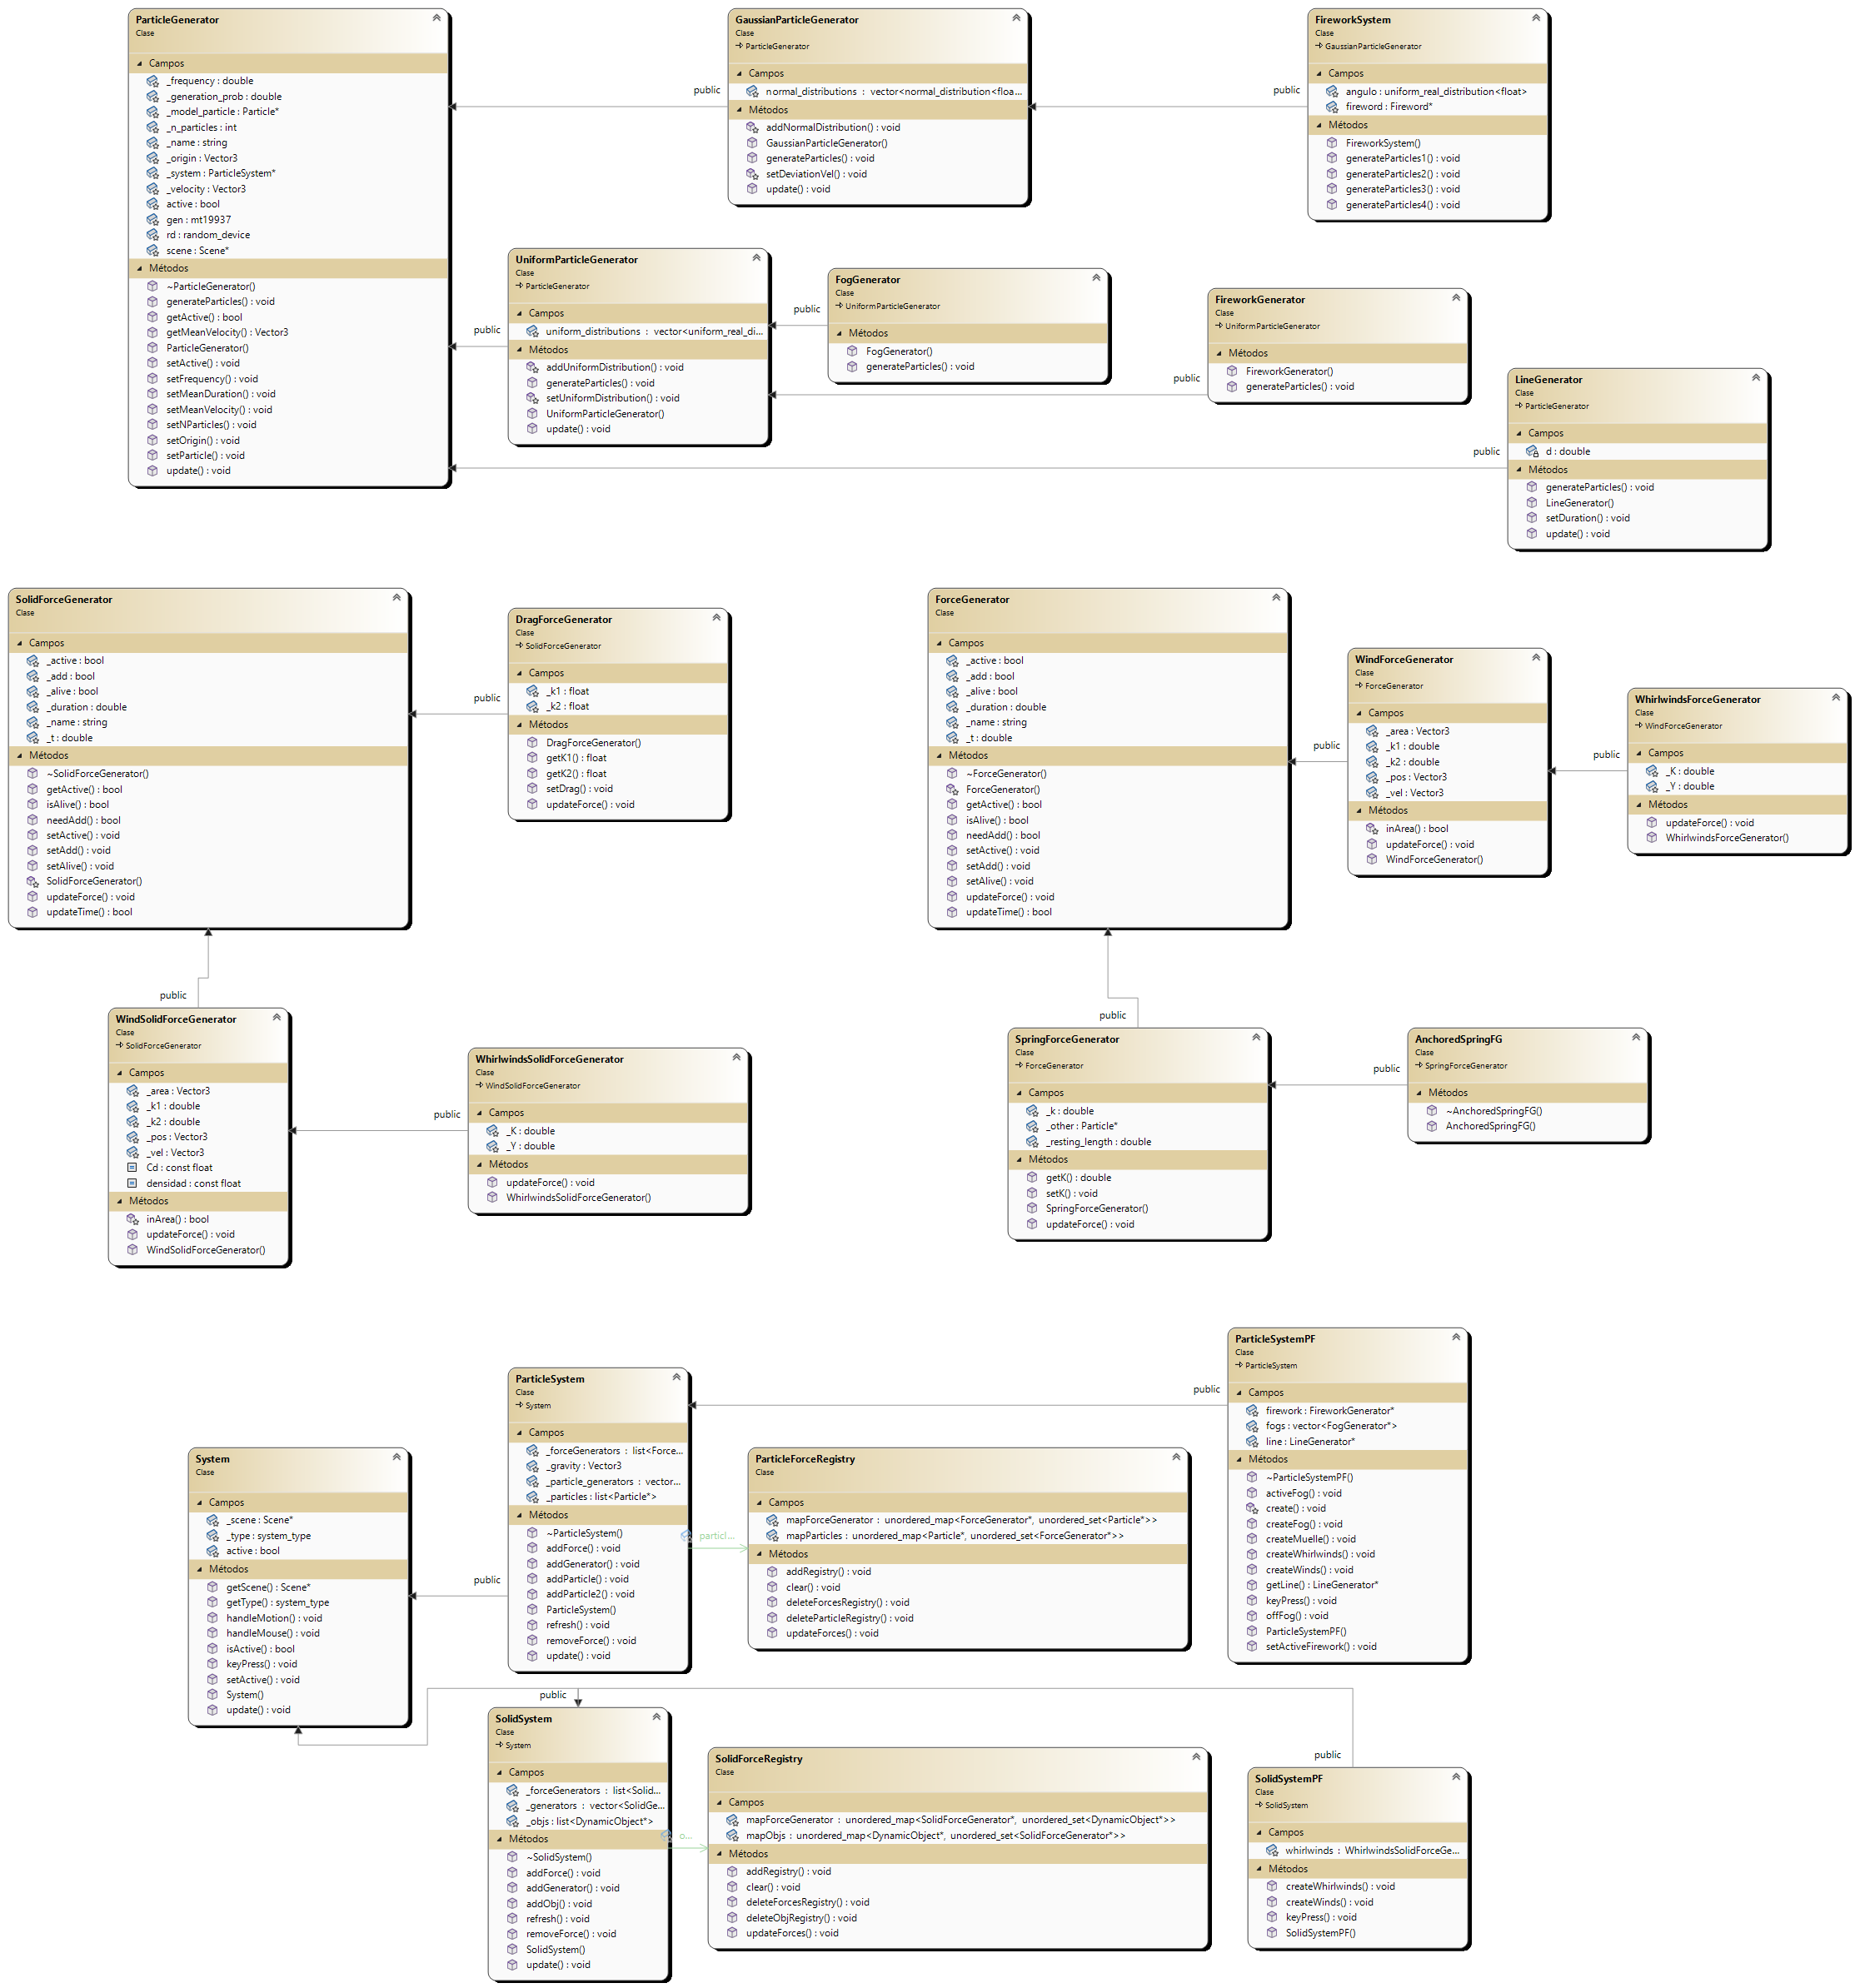 ParticleGenerator
Clase
Campos
_frequency : double
_generation_prob : double
_model_particle : Particle*
_n_particles : int
_name : string
_origin : Vector3
_system : ParticleSystem*
_velocity : Vector3
active : bool
gen : mt19937
rd : random_device
scene : Scene*
Métodos
~ParticleGenerator()
generateParticles() : void
getActive() : bool
getMeanVelocity() : Vector3
ParticleGenerator()
setActive() : void
setFrequency() : void
setMeanDuration() : void
setMeanVelocity() : void
setNParticles() : void
setOrigin() : void
setParticle() : void
update() : void
public
GaussianParticleGenerator
Clase
ParticleGenerator
Campos
normal_distributions : vector<normal_distribution<floa...
Métodos
addNormalDistribution() : void
GaussianParticleGenerator()
generateParticles() : void
setDeviationVel() : void
update() : void
public
FireworkSystem
Clase
GaussianParticleGenerator
Campos
angulo : uniform_real_distribution<float>
fireword : Fireword*
Métodos
FireworkSystem()
generateParticles1() : void
generateParticles2() : void
generateParticles3() : void
generateParticles4() : void
public
UniformParticleGenerator
Clase
ParticleGenerator
Campos
uniform_distributions : vector<uniform_real_di...
Métodos
addUniformDistribution() : void
generateParticles() : void
setUniformDistribution() : void
UniformParticleGenerator()
update() : void
public
FogGenerator
Clase
UniformParticleGenerator
Métodos
FogGenerator()
generateParticles() : void
public
FireworkGenerator
Clase
UniformParticleGenerator
Métodos
FireworkGenerator()
generateParticles() : void
public
LineGenerator
Clase
ParticleGenerator
Campos
d : double
Métodos
generateParticles() : void
LineGenerator()
setDuration() : void
update() : void
SolidForceGenerator
Clase
Campos
_active : bool
_add : bool
_alive : bool
_duration : double
_name : string
_t : double
Métodos
~SolidForceGenerator()
getActive() : bool
isAlive() : bool
needAdd() : bool
setActive() : void
setAdd() : void
setAlive() : void
SolidForceGenerator()
updateForce() : void
updateTime() : bool
public
DragForceGenerator
Clase
SolidForceGenerator
Campos
_k1 : float
_k2 : float
Métodos
DragForceGenerator()
getK1() : float
getK2() : float
setDrag() : void
updateForce() : void
ForceGenerator
Clase
Campos
_active : bool
_add : bool
_alive : bool
_duration : double
_name : string
_t : double
Métodos
~ForceGenerator()
ForceGenerator()
getActive() : bool
isAlive() : bool
needAdd() : bool
setActive() : void
setAdd() : void
setAlive() : void
updateForce() : void
updateTime() : bool
public
WindForceGenerator
Clase
ForceGenerator
Campos
_area : Vector3
_k1 : double
_k2 : double
_pos : Vector3
_vel : Vector3
Métodos
inArea() : bool
updateForce() : void
WindForceGenerator()
public
WhirlwindsForceGenerator
Clase
WindForceGenerator
Campos
_K : double
_Y : double
Métodos
updateForce() : void
WhirlwindsForceGenerator()
public
WindSolidForceGenerator
Clase
SolidForceGenerator
Campos
_area : Vector3
_k1 : double
_k2 : double
_pos : Vector3
_vel : Vector3
Cd : const float
densidad : const float
Métodos
inArea() : bool
updateForce() : void
WindSolidForceGenerator()
public
WhirlwindsSolidForceGenerator
Clase
WindSolidForceGenerator
Campos
_K : double
_Y : double
Métodos
updateForce() : void
WhirlwindsSolidForceGenerator()
public
SpringForceGenerator
Clase
ForceGenerator
Campos
_k : double
_other : Particle*
_resting_length : double
Métodos
getK() : double
setK() : void
SpringForceGenerator()
updateForce() : void
public
AnchoredSpringFG
Clase
SpringForceGenerator
Métodos
~AnchoredSpringFG()
AnchoredSpringFG()
System
Clase
Campos
_scene : Scene*
_type : system_type
active : bool
Métodos
getScene() : Scene*
getType() : system_type
handleMotion() : void
handleMouse() : void
isActive() : bool
keyPress() : void
setActive() : void
System()
update() : void
public
ParticleSystem
Clase
System
Campos
_forceGenerators : list<Force...
_gravity : Vector3
_particle_generators : vector...
_particles : list<Particle*>
Métodos
~ParticleSystem()
addForce() : void
addGenerator() : void
addParticle() : void
addParticle2() : void
ParticleSystem()
refresh() : void
removeForce() : void
update() : void
particl...
ParticleForceRegistry
Clase
Campos
mapForceGenerator : unordered_map<ForceGenerator*, unordered_set<Particle*>>
mapParticles : unordered_map<Particle*, unordered_set<ForceGenerator*>>
Métodos
addRegistry() : void
clear() : void
deleteForcesRegistry() : void
deleteParticleRegistry() : void
updateForces() : void
public
ParticleSystemPF
Clase
ParticleSystem
Campos
firework : FireworkGenerator*
fogs : vector<FogGenerator*>
line : LineGenerator*
Métodos
~ParticleSystemPF()
activeFog() : void
create() : void
createFog() : void
createMuelle() : void
createWhirlwinds() : void
createWinds() : void
getLine() : LineGenerator*
keyPress() : void
offFog() : void
ParticleSystemPF()
setActiveFirework() : void
public
SolidSystem
Clase
System
Campos
_forceGenerators : list<Solid...
_generators : vector<SolidGe...
_objs : list<DynamicObject*>
Métodos
~SolidSystem()
addForce() : void
addGenerator() : void
addObj() : void
refresh() : void
removeForce() : void
SolidSystem()
update() : void
o...
SolidForceRegistry
Clase
Campos
mapForceGenerator : unordered_map<SolidForceGenerator*, unordered_set<DynamicObject*>>
mapObjs : unordered_map<DynamicObject*, unordered_set<SolidForceGenerator*>>
Métodos
addRegistry() : void
clear() : void
deleteForcesRegistry() : void
deleteObjRegistry() : void
updateForces() : void
public
SolidSystemPF
Clase
SolidSystem
Campos
whirlwinds : WhirlwindsSolidForceGe...
Métodos
createWhirlwinds() : void
createWinds() : void
keyPress() : void
SolidSystemPF()